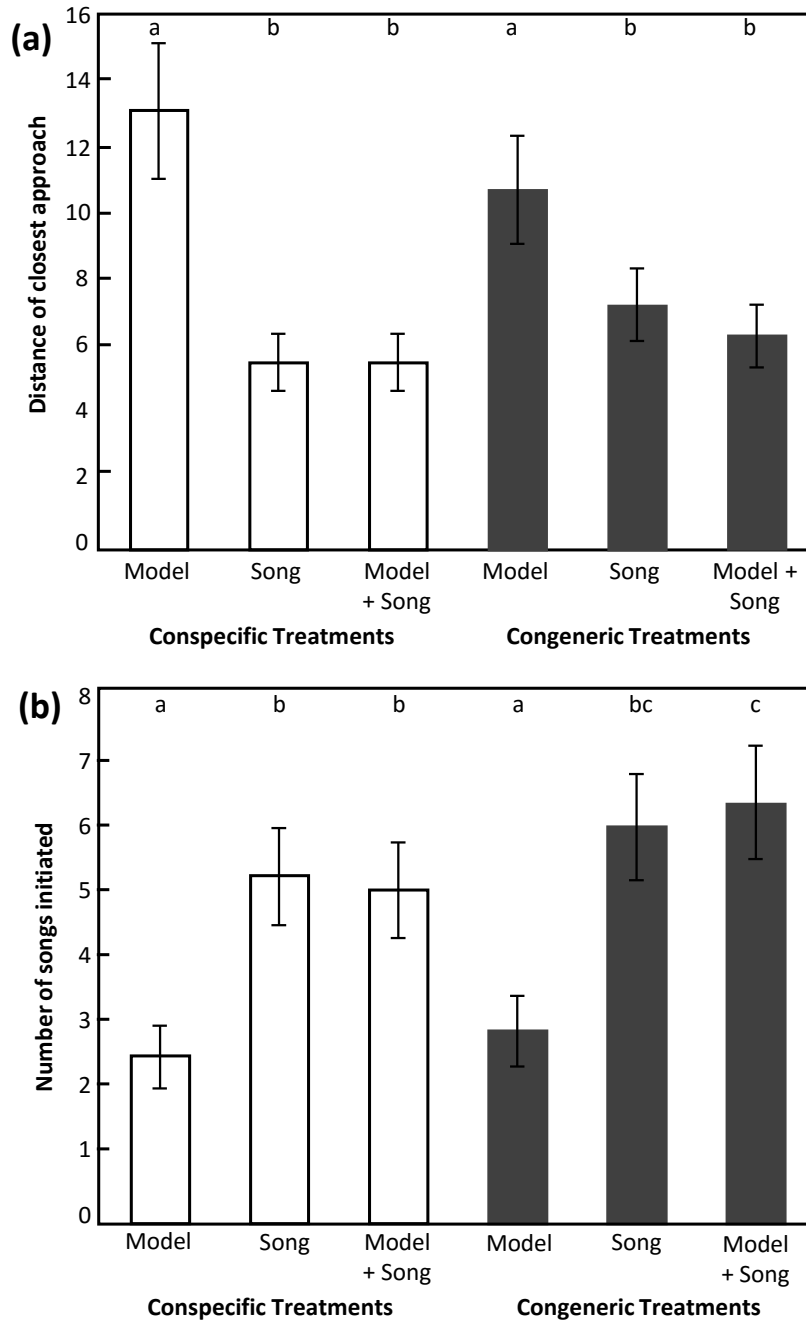 (a)
a b b a b b
Distance of closest approach
16
14
12
10
8
6
4
2
0
Model Song Model Model Song Model +
+ Song Song
Conspecific Treatments Congeneric Treatments
(b)
a b b a bc c
Number of songs initiated
8
7
6
5
4
3
2
1
0
Model Song Model Model Song Model
+ Song + Song
Conspecific Treatments Congeneric Treatments